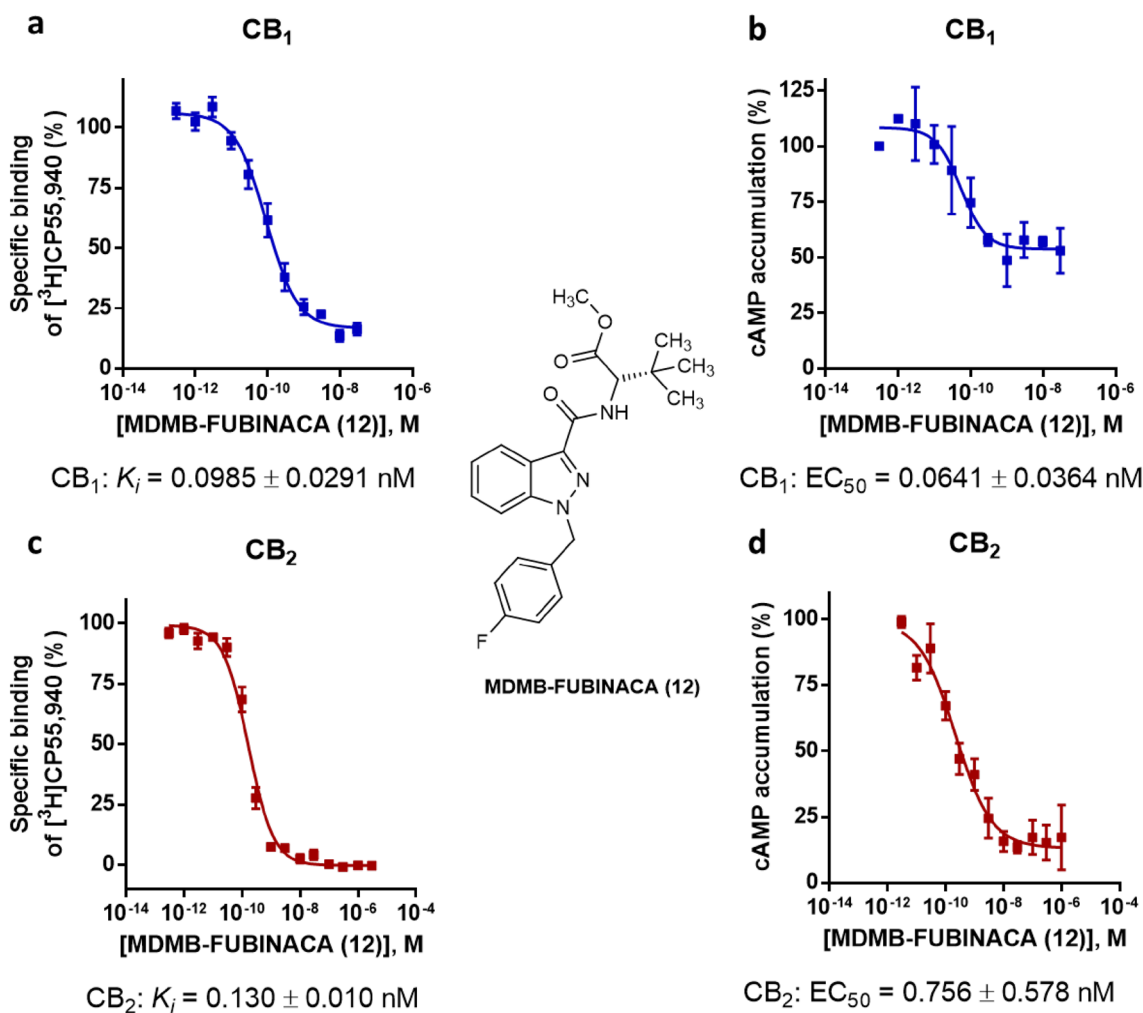 a
CB₁
Specific binding
of [³H]CP55,940 (%)
100
75
50
25
0
10⁻¹⁴
10⁻¹²
10⁻¹⁰
10⁻⁸
10⁻⁶
[MDMB-FUBINACA (12)], M
CB₁: Kᵢ = 0.0985 ± 0.0291 nM
b
CB₁
cAMP accumulation (%)
125
100
75
50
25
0
10⁻¹⁴
10⁻¹²
10⁻¹⁰
10⁻⁸
10⁻⁶
[MDMB-FUBINACA (12)], M
CB₁: EC₅₀ = 0.0641 ± 0.0364 nM
H₃C
O
O
CH₃
CH₃
CH₃
O
NH
N
N
F
MDMB-FUBINACA (12)
c
CB₂
Specific binding
of [³H]CP55,940 (%)
100
75
50
25
0
10⁻¹⁴
10⁻¹²
10⁻¹⁰
10⁻⁸
10⁻⁶
10⁻⁴
[MDMB-FUBINACA (12)], M
CB₂: Kᵢ = 0.130 ± 0.010 nM
d
CB₂
cAMP accumulation (%)
100
75
50
25
0
10⁻¹⁴
10⁻¹²
10⁻¹⁰
10⁻⁸
10⁻⁶
10⁻⁴
[MDMB-FUBINACA (12)], M
CB₂: EC₅₀ = 0.756 ± 0.578 nM